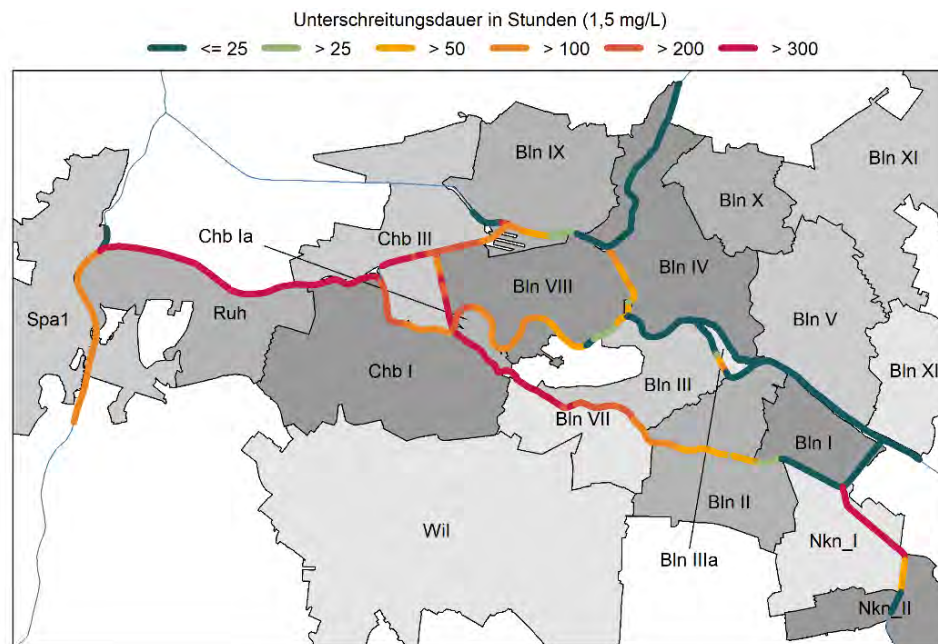 Unterschreitungsdauer in Stunden (1,5 mg/L)
<= 25 > 25 > 50 > 100 > 200 > 300
Bln IX
Bln XI
Bln X
Chb Ia
Chb III
Bln IV
Bln VIII
Spa1
Ruh
Bln V
Chb I
Bln III
Bln XI
Bln VII
Bln I
Bln II
Wil
Nkn_I
Bln IIIa
Nkn_II